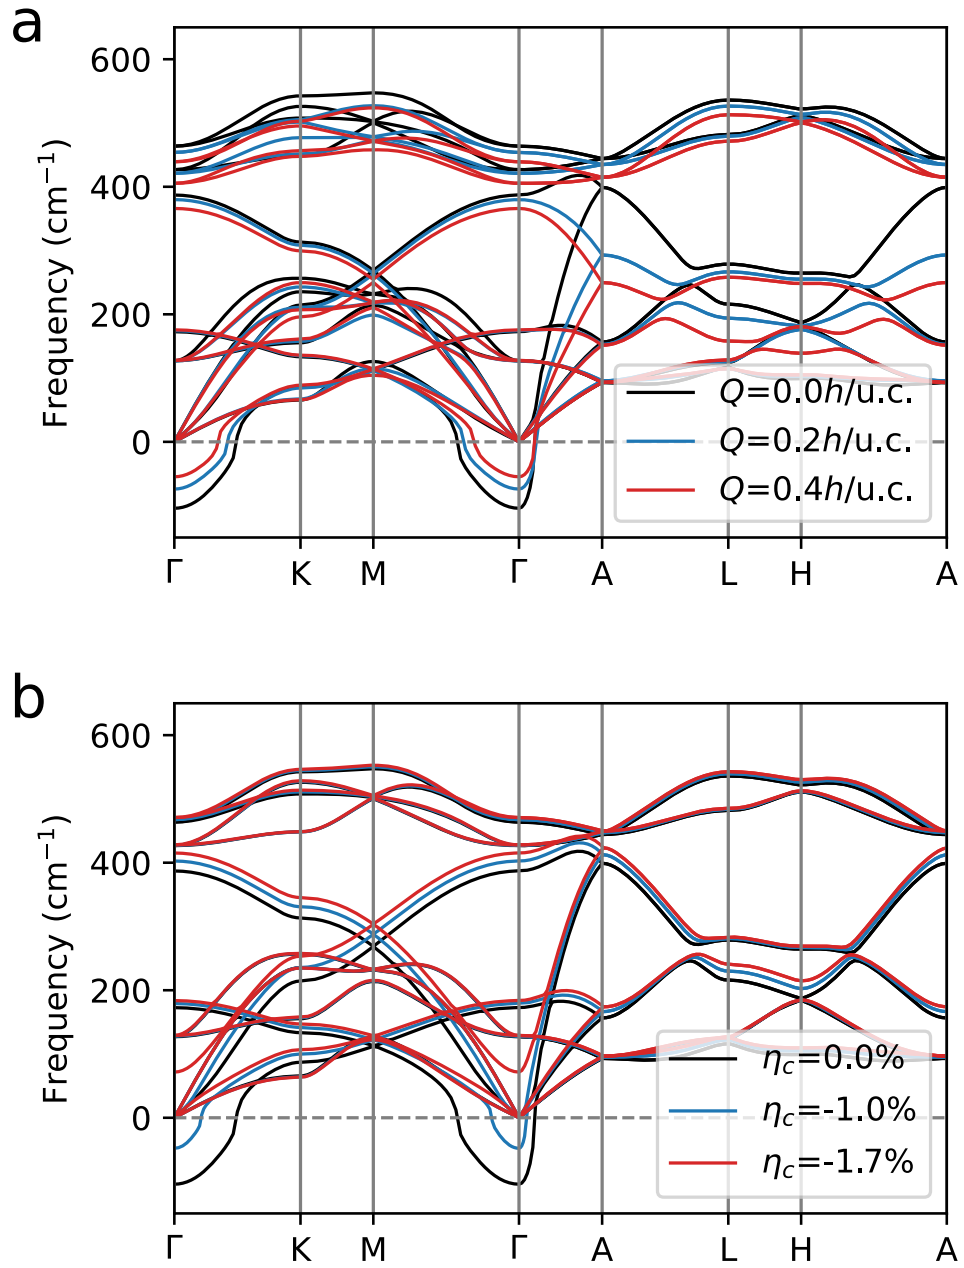 a
600
400
200
0
Frequency (cm⁻¹)
Γ K M Γ A L H A
Q=0.0h/u.c.
Q=0.2h/u.c.
Q=0.4h/u.c.
b
600
400
200
0
Frequency (cm⁻¹)
Γ K M Γ A L H A
η_c=0.0%
η_c=-1.0%
η_c=-1.7%